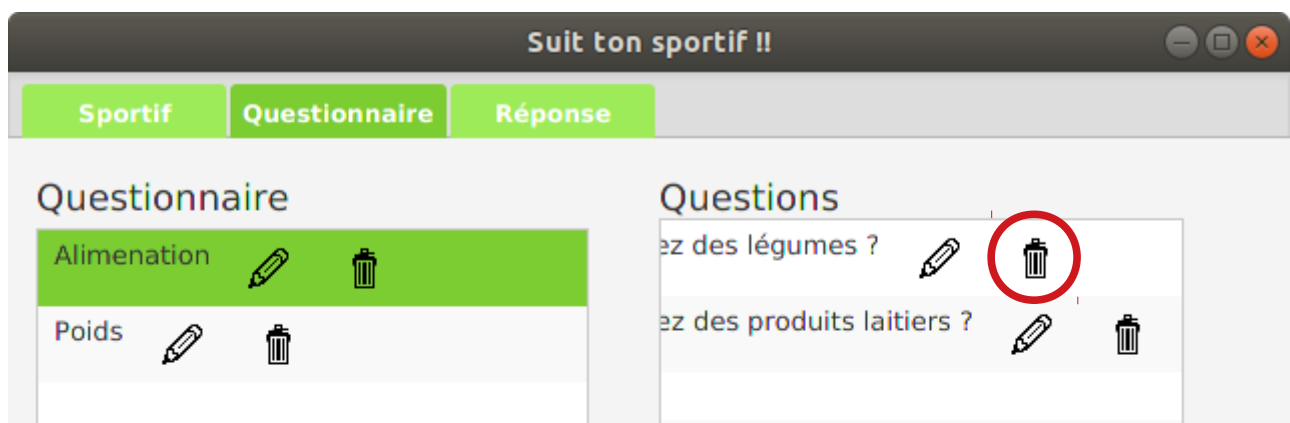 Suit ton sportif !!
Sportif Questionnaire Réponse
Questionnaire
Alimenation
Poids
Questions
ez des légumes ?
ez des produits laitiers ?